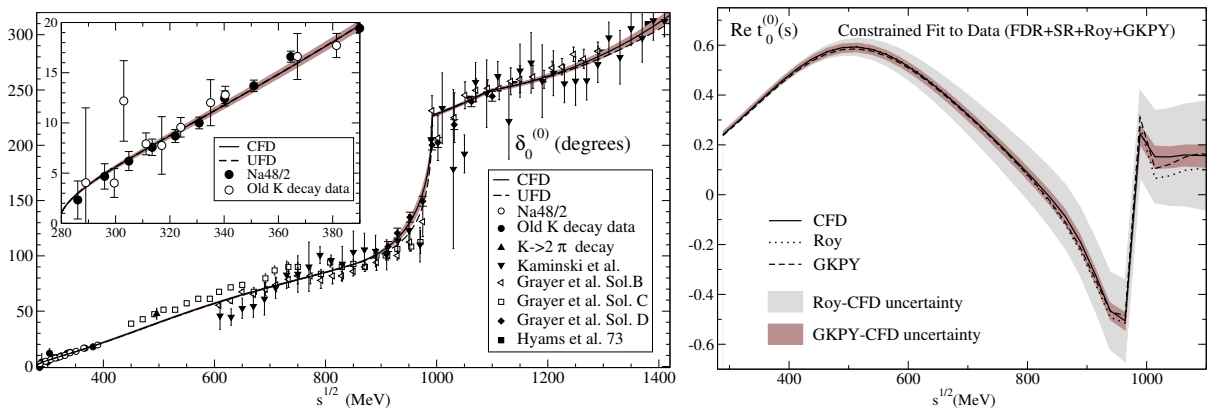 20
15
10
5
0
280
300
320
340
360
380
CFD
UFD
Na48/2
Old K decay data
300
250
200
150
100
50
0
δ₀⁽⁰⁾ (degrees)
CFD
UFD
Na48/2
Old K decay data
K->2 π decay
Kaminski et al.
Grayer et al. Sol.B
Grayer et al. Sol. C
Grayer et al. Sol. D
Hyams et al. 73
400
600
800
1000
1200
1400
s^{1/2} (MeV)
Re t₀⁽⁰⁾(s)
Constrained Fit to Data (FDR+SR+Roy+GKPY)
0.6
0.4
0.2
0
-0.2
-0.4
-0.6
CFD
Roy
GKPY
Roy-CFD uncertainty
GKPY-CFD uncertainty
400
600
800
1000
s^{1/2}(MeV)